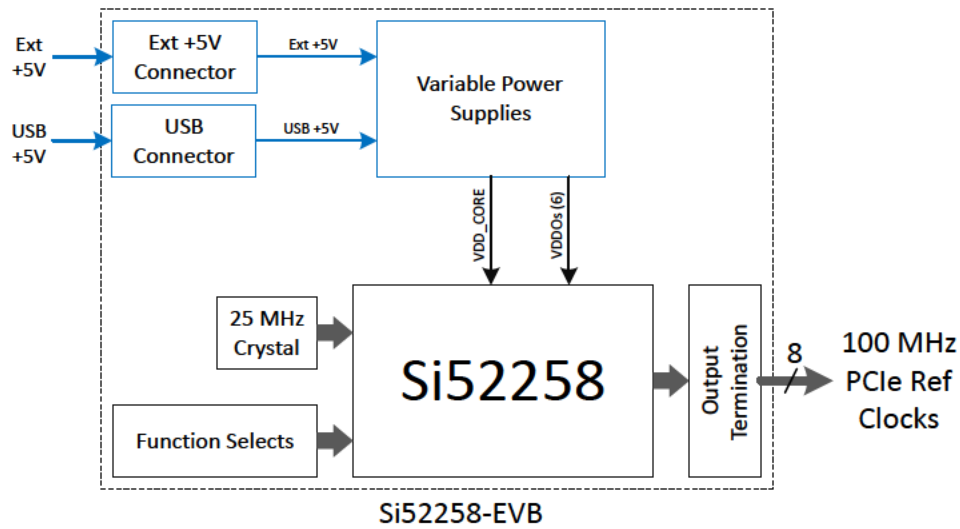 Ext
+5V
Ext +5V
Connector
Ext +5V
Variable Power
Supplies
USB
+5V
USB
Connector
USB +5V
VDD_CORE
VDDOs (6)
25 MHz
Crystal
Si52258
Output
Termination
8
100 MHz
PCIe Ref
Clocks
Function Selects
Si52258-EVB